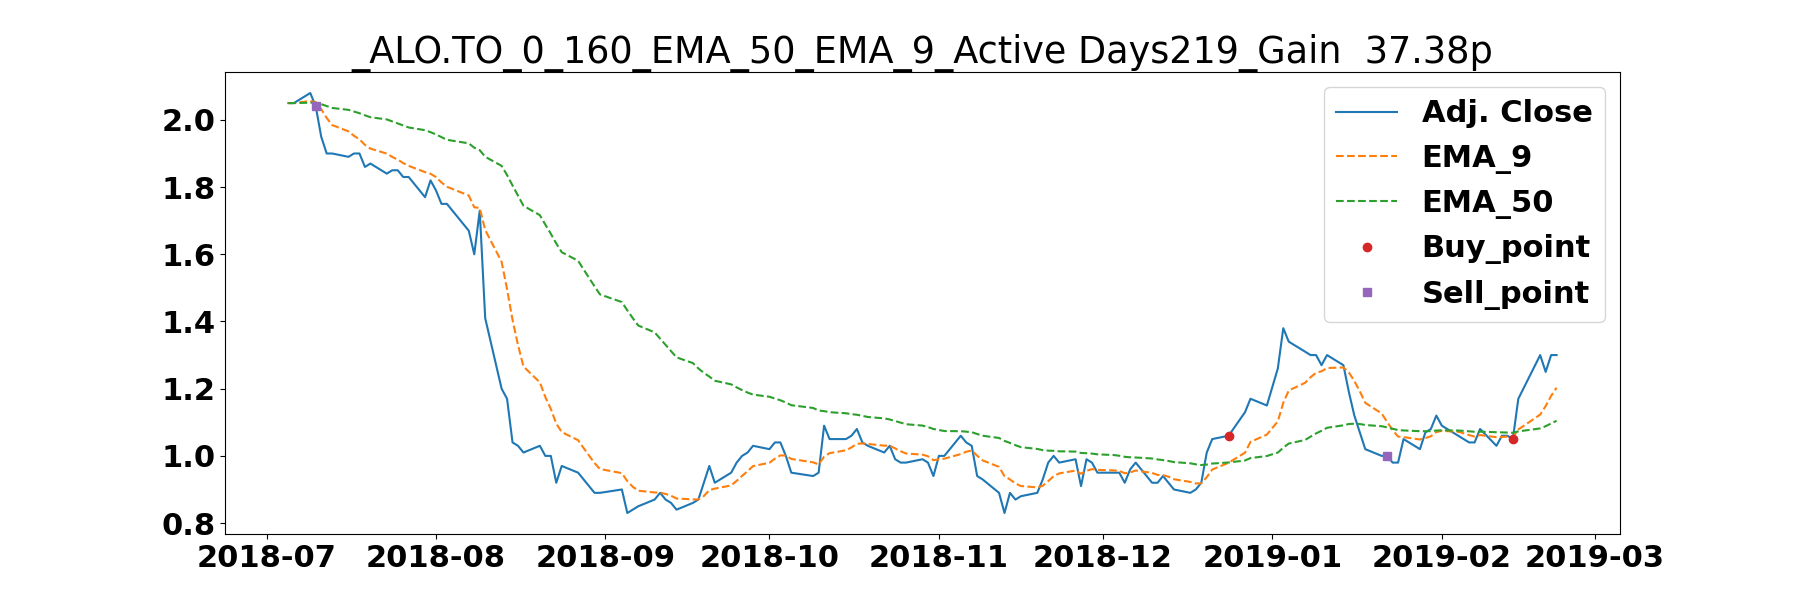 _ALO.TO_0_160_EMA_50_EMA_9_Active Days219_Gain  37.38p
Adj. Close
EMA_9
EMA_50
Buy_point
Sell_point
2.0
1.8
1.6
1.4
1.2
1.0
0.8
2018-07 2018-08 2018-09 2018-10 2018-11 2018-12 2019-01 2019-02 2019-03